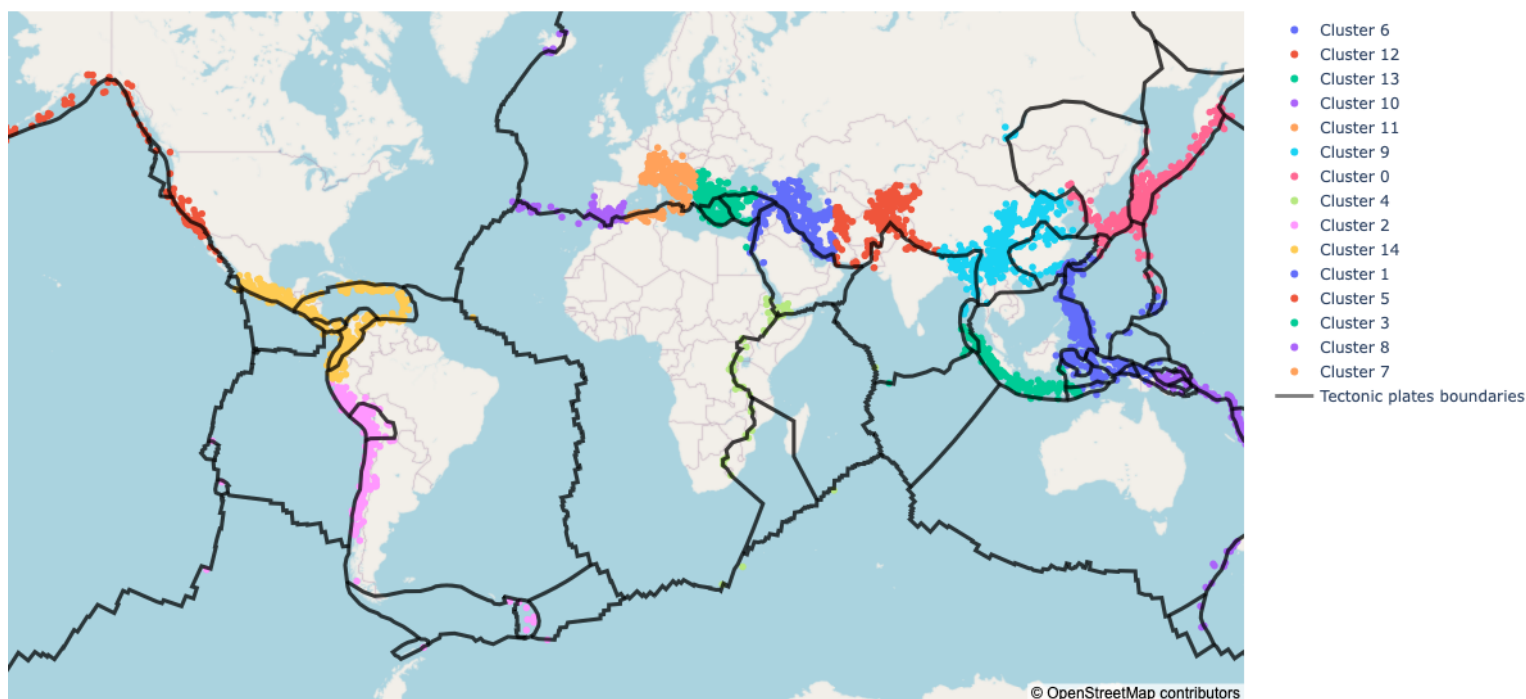 Cluster 6
Cluster 12
Cluster 13
Cluster 10
Cluster 11
Cluster 9
Cluster 0
Cluster 4
Cluster 2
Cluster 14
Cluster 1
Cluster 5
Cluster 3
Cluster 8
Cluster 7
Tectonic plates boundaries
© OpenStreetMap contributors